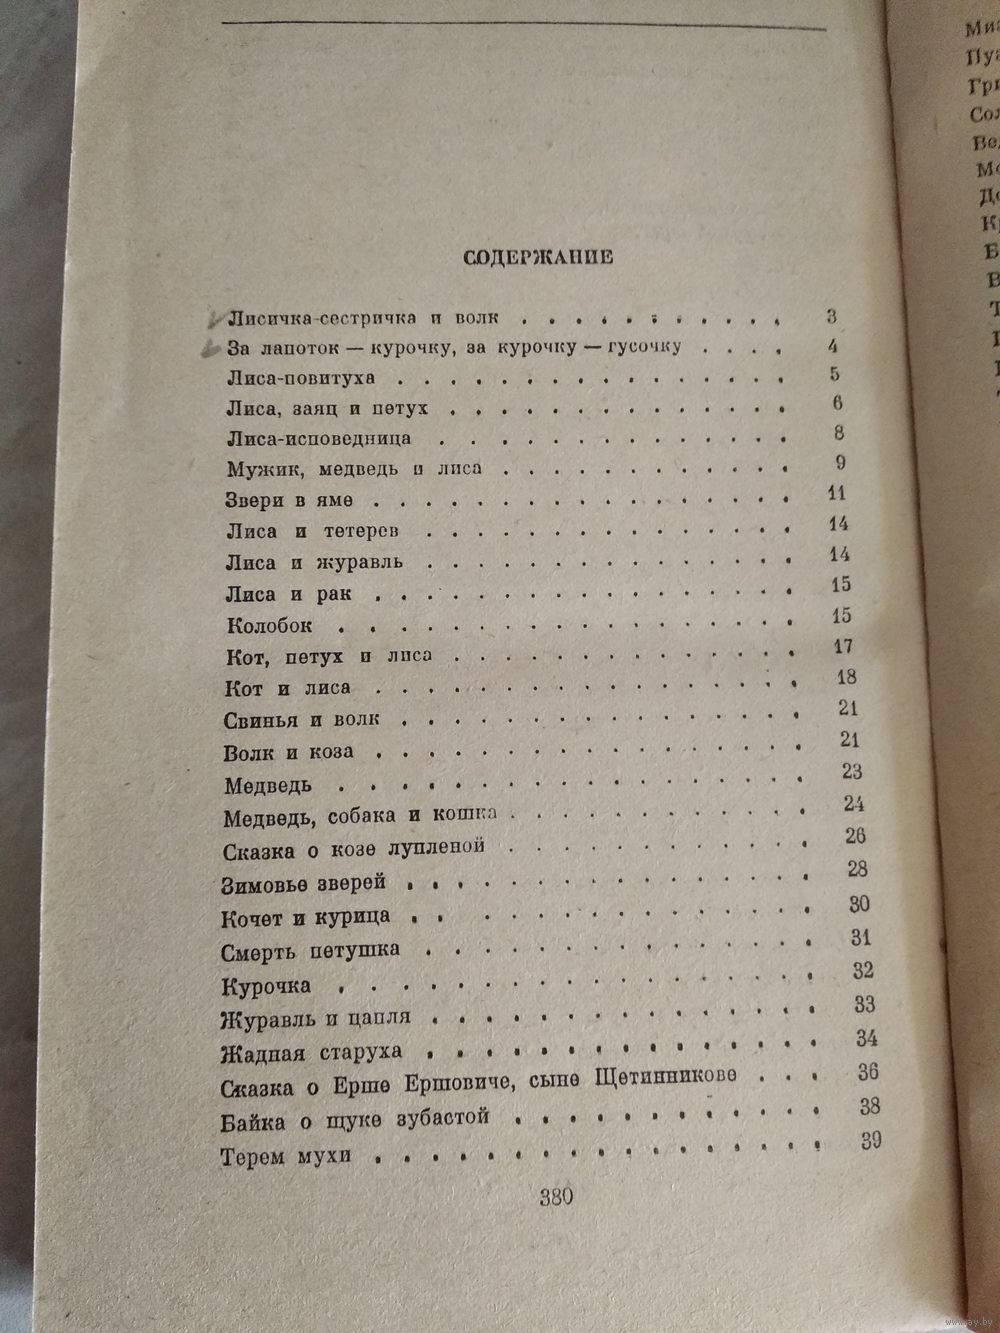 СОДЕРЖАНИЕ
Лисичка-сестричка и волк . . . . . . . . . . . 3
За лапоток — курочку, за курочку — гусочку . . . . 4
Лиса-повитуха . . . . . . . . . . . . . . . . 5
Лиса, заяц и петух . . . . . . . . . . . . . . 6
Лиса-исповедница . . . . . . . . . . . . . . 8
Мужик, медведь и лиса . . . . . . . . . . . . 9
Звери в яме . . . . . . . . . . . . . . . . . 11
Лиса и тетерев . . . . . . . . . . . . . . . 14
Лиса и журавль . . . . . . . . . . . . . . . 14
Лиса и рак . . . . . . . . . . . . . . . . . 15
Колобок . . . . . . . . . . . . . . . . . . 15
Кот, петух и лиса . . . . . . . . . . . . . . 17
Кот и лиса . . . . . . . . . . . . . . . . . 18
Свинья и волк . . . . . . . . . . . . . . . . 21
Волк и коза . . . . . . . . . . . . . . . . . 21
Медведь . . . . . . . . . . . . . . . . . . 23
Медведь, собака и кошка . . . . . . . . . . . . 24
Сказка о козе лупленой . . . . . . . . . . . . 26
Зимовье зверей . . . . . . . . . . . . . . . . 28
Кочет и курица . . . . . . . . . . . . . . . 30
Смерть петушка . . . . . . . . . . . . . . . 31
Курочка . . . . . . . . . . . . . . . . . . 32
Журавль и цапля . . . . . . . . . . . . . . . 33
Жадная старуха . . . . . . . . . . . . . . . 34
Сказка о Ерше Ершовиче, сыне Щетинникове . . . 36
Байка о щуке зубастой . . . . . . . . . . . . 38
Терем мухи . . . . . . . . . . . . . . . . . 39
380